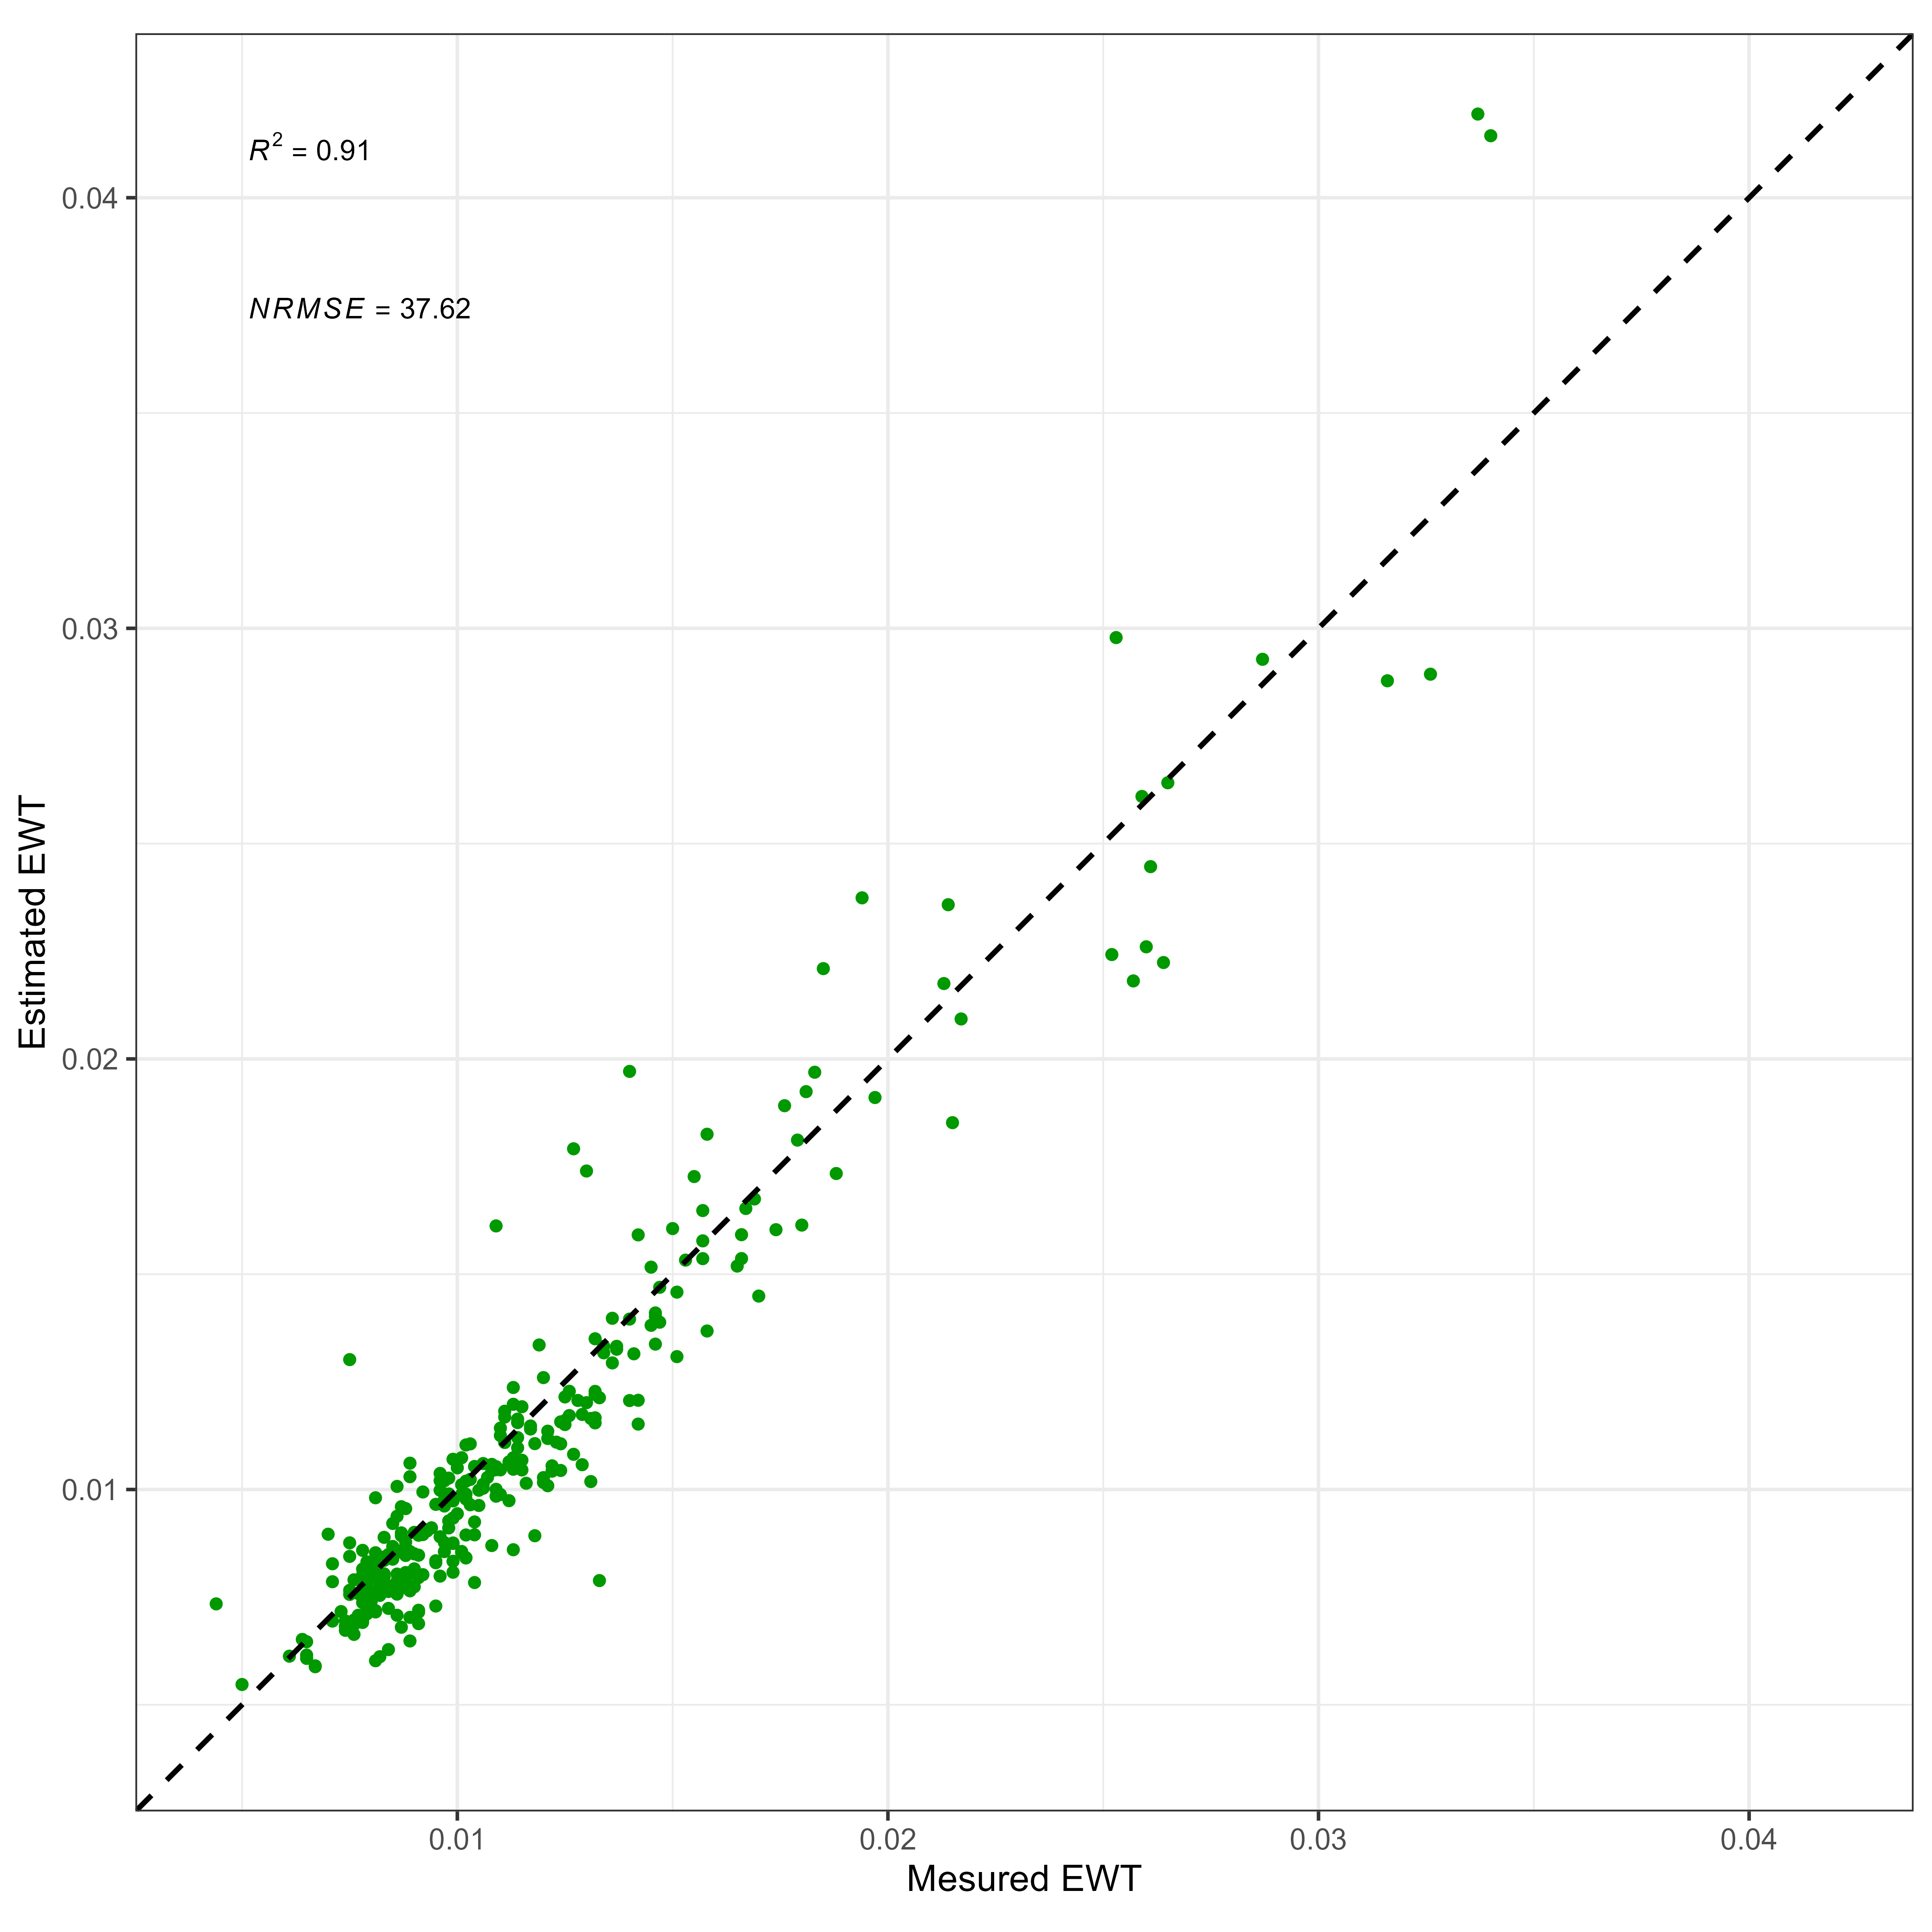 R² = 0.91
NRMSE = 37.62
0.04
0.03
0.02
0.01
Estimated EWT
0.01 0.02 0.03 0.04
Mesured EWT